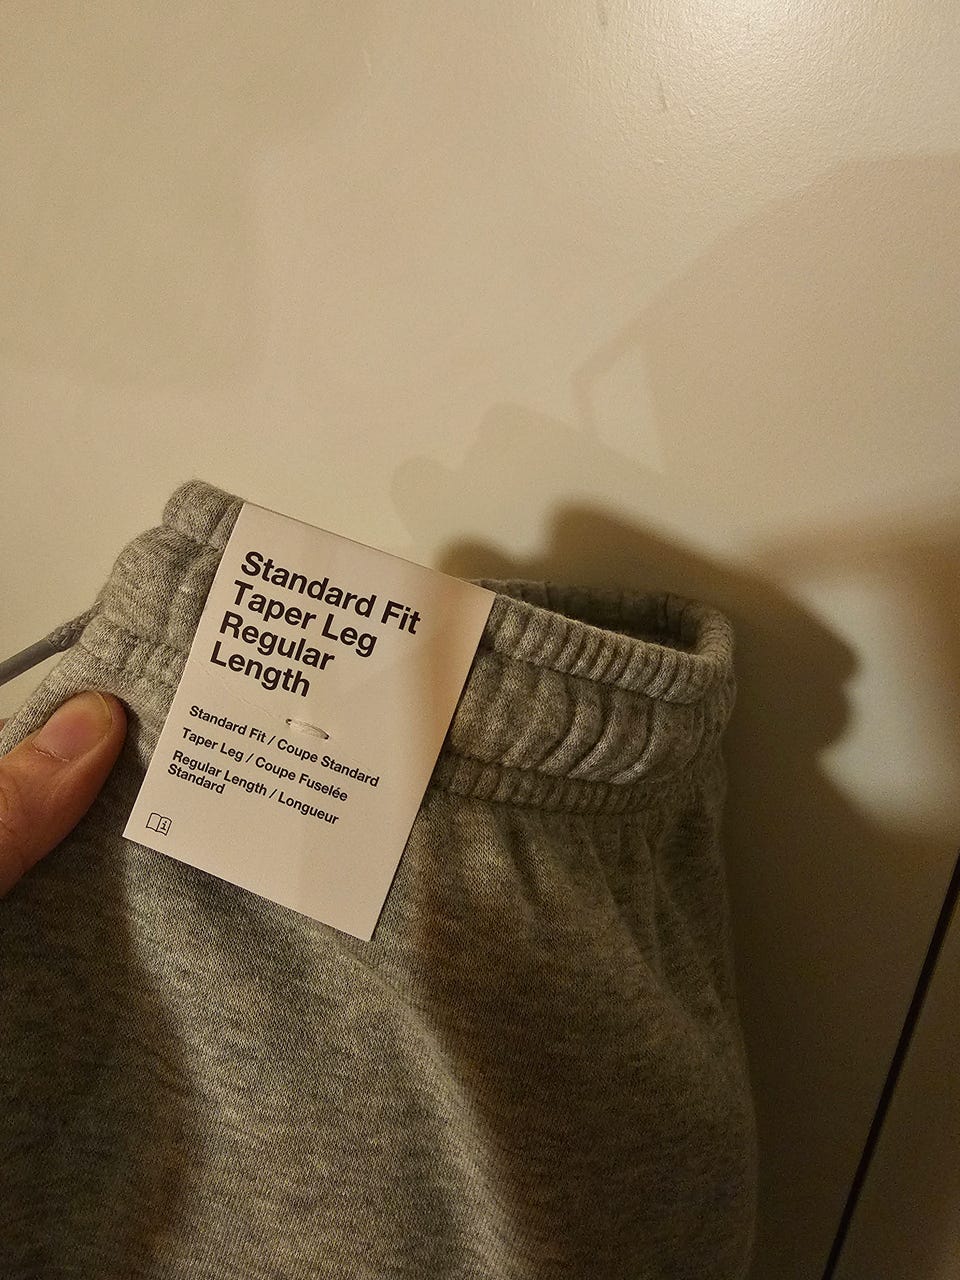 Standard Fit
Taper Leg
Regular
Length
Standard Fit / Coupe Standard
Taper Leg / Coupe Fuselée
Regular Length / Longueur
Standard